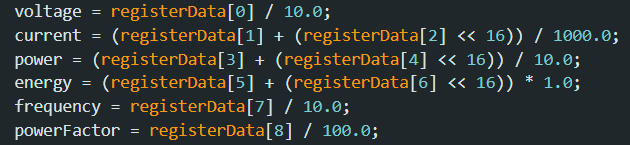 voltage = registerData[0] / 10.0;
current = (registerData[1] + (registerData[2] << 16)) / 1000.0;
power = (registerData[3] + (registerData[4] << 16)) / 10.0;
energy = (registerData[5] + (registerData[6] << 16)) * 1.0;
frequency = registerData[7] / 10.0;
powerFactor = registerData[8] / 100.0;